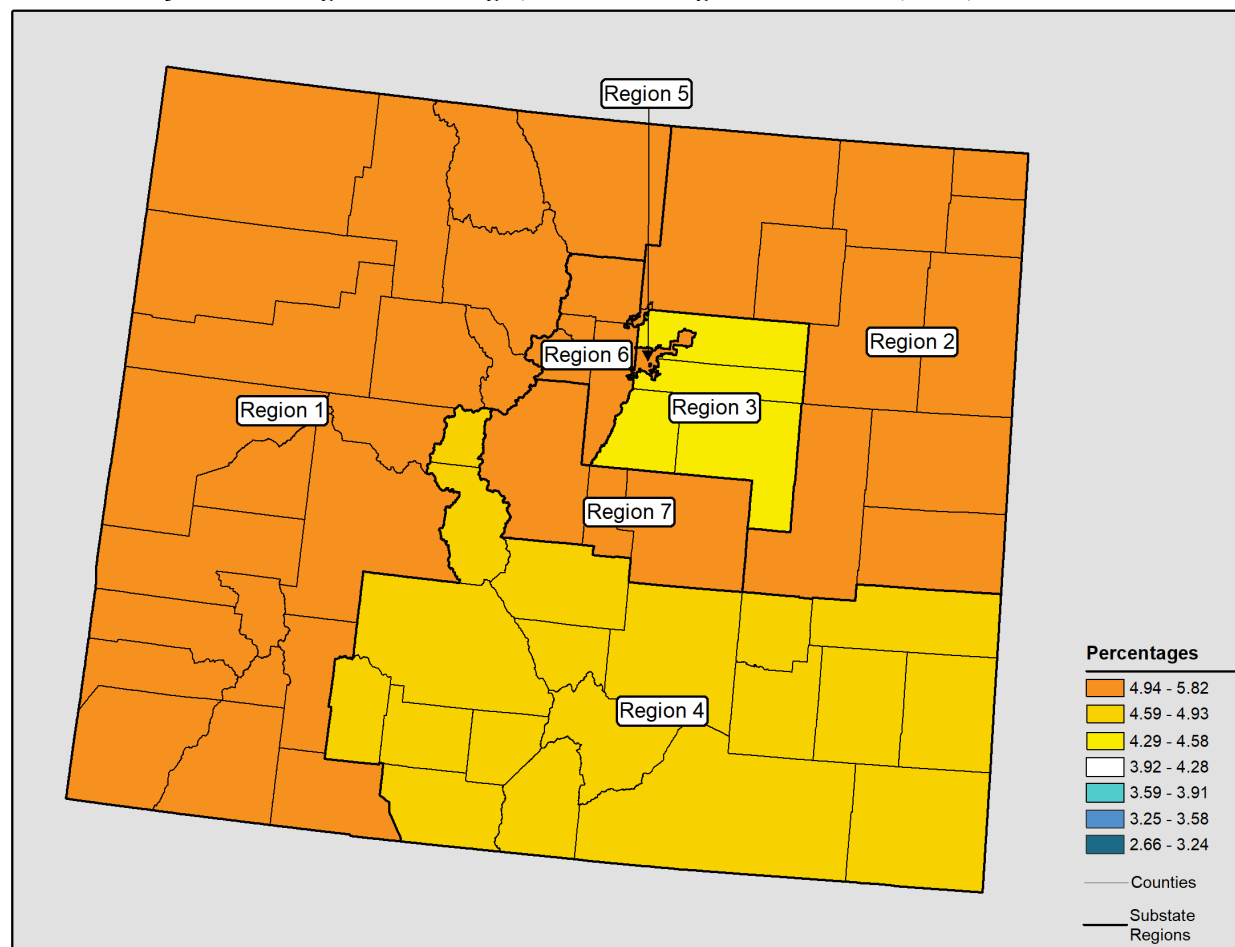 Region 5
Region 2
Region 6
Region 3
Region 1
Region 7
Region 4
Percentages
4.94 - 5.82
4.59 - 4.93
4.29 - 4.58
3.92 - 4.28
3.59 - 3.91
3.25 - 3.58
2.66 - 3.24
Counties
Substate
Regions